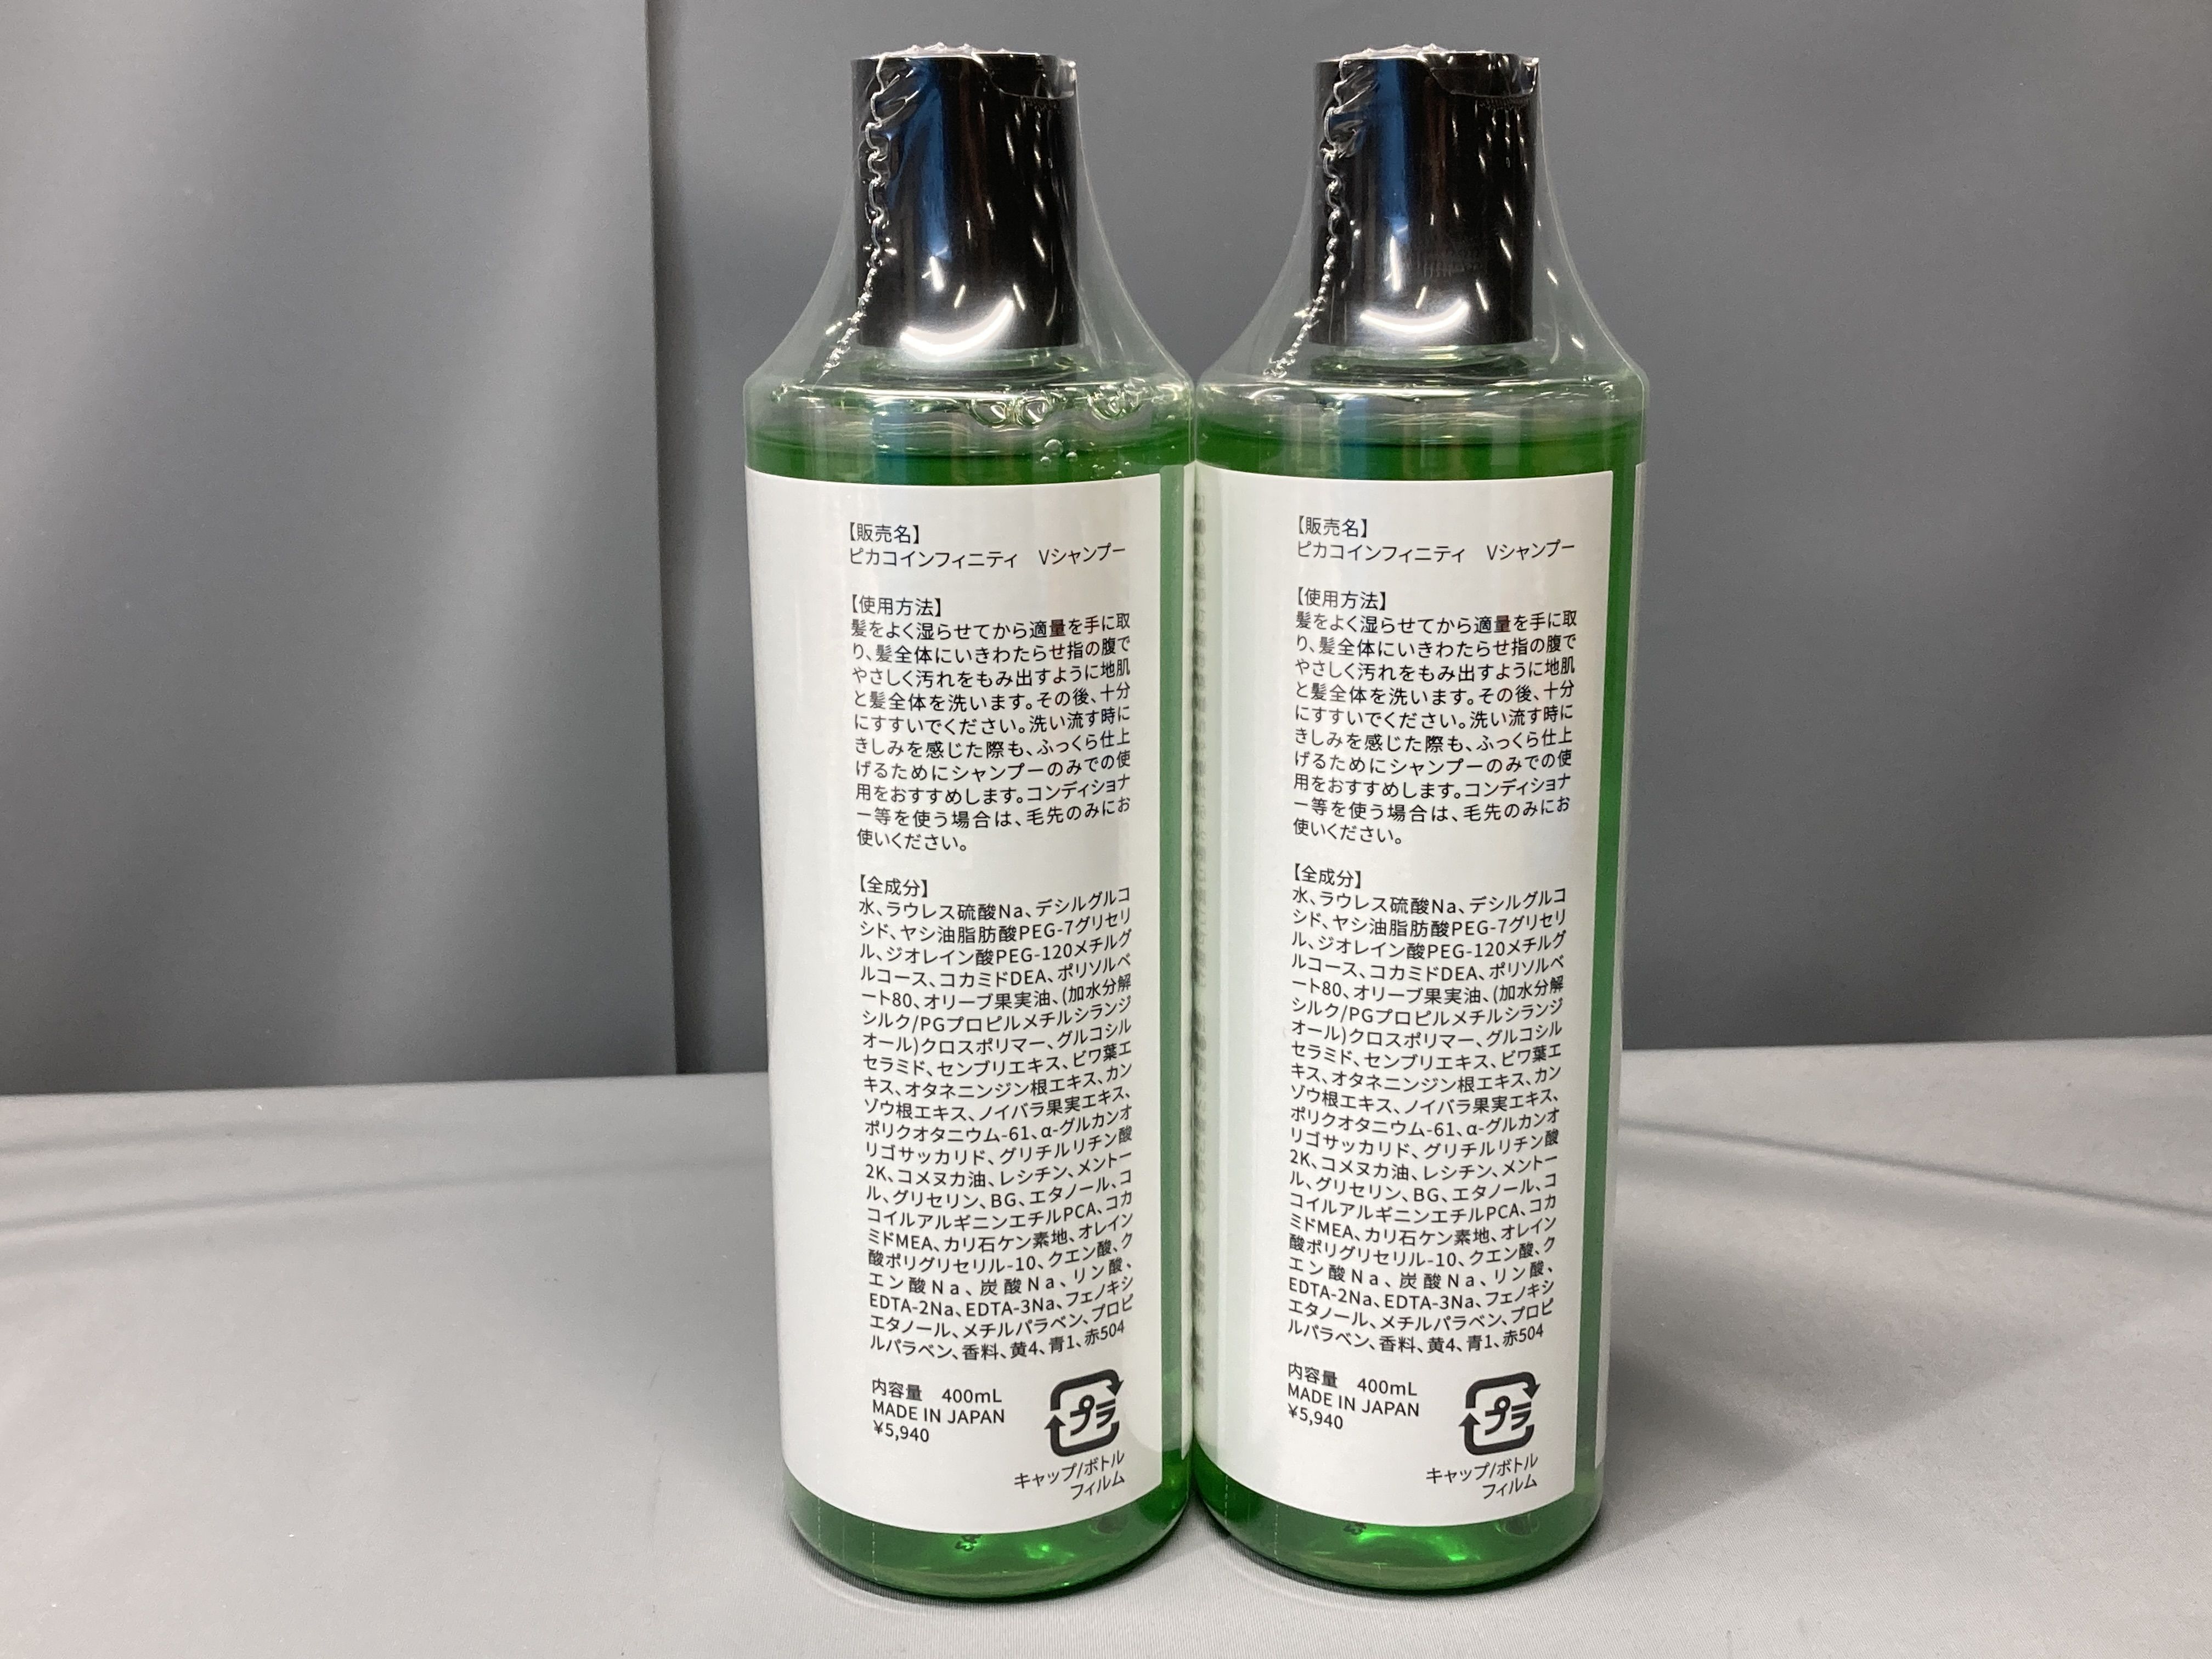 【販売名】
ピカコインフィニティ　Vシャンプー
【使用方法】
髪をよく湿らせてから適量を手に取
り、髪全体にいきわたらせ指の腹で
やさしく汚れをもみ出すように地肌
と髪全体を洗います。その後、十分
にすすいでください。洗い流す時に
きしみを感じた際も、ふっくら仕上
げるためにシャンプーのみでの使
用をおすすめします。コンディショナ
ー等を使う場合は、毛先のみにお
使いください。
【全成分】
水、ラウレス硫酸Na、デシルグルコ
シド、ヤシ油脂肪酸PEG-7グリセリ
ル、ジオレイン酸PEG-120メチルグ
ルコース、コカミドDEA、ポリソルベ
ート80、オリーブ果実油、(加水分解
シルク/PGプロピルメチルシランジ
オール)クロスポリマー、グルコシル
セラミド、センブリエキス、ビワ葉エ
キス、オタネニンジン根エキス、カン
ゾウ根エキス、ノイバラ果実エキス、
ポリクオタニウム-61、α-グルカンオ
リゴサッカリド、グリチルリチン酸
2K、コメヌカ油、レシチン、メントー
ル、グリセリン、BG、エタノール、コ
コイルアルギニンエチルPCA、コカ
ミドMEA、カリ石ケン素地、オレイン
酸ポリグリセリル-10、クエン酸、ク
エン酸Na、炭酸Na、リン酸、
EDTA-2Na、EDTA-3Na、フェノキシ
エタノール、メチルパラベン、プロピ
ルパラベン、香料、黄4、青1、赤504
内容量　400mL
MADE IN JAPAN
¥5,940
プラ
キャップ/ボトル
フィルム
【販売名】
ピカコインフィニティ　Vシャンプー
【使用方法】
髪をよく湿らせてから適量を手に取
り、髪全体にいきわたらせ指の腹で
やさしく汚れをもみ出すように地肌
と髪全体を洗います。その後、十分
にすすいでください。洗い流す時に
きしみを感じた際も、ふっくら仕上
げるためにシャンプーのみでの使
用をおすすめします。コンディショナ
ー等を使う場合は、毛先のみにお
使いください。
【全成分】
水、ラウレス硫酸Na、デシルグルコ
シド、ヤシ油脂肪酸PEG-7グリセリ
ル、ジオレイン酸PEG-120メチルグ
ルコース、コカミドDEA、ポリソルベ
ート80、オリーブ果実油、(加水分解
シルク/PGプロピルメチルシランジ
オール)クロスポリマー、グルコシル
セラミド、センブリエキス、ビワ葉エ
キス、オタネニンジン根エキス、カン
ゾウ根エキス、ノイバラ果実エキス、
ポリクオタニウム-61、α-グルカンオ
リゴサッカリド、グリチルリチン酸
2K、コメヌカ油、レシチン、メントー
ル、グリセリン、BG、エタノール、コ
コイルアルギニンエチルPCA、コカ
ミドMEA、カリ石ケン素地、オレイン
酸ポリグリセリル-10、クエン酸、ク
エン酸Na、炭酸Na、リン酸、
EDTA-2Na、EDTA-3Na、フェノキシ
エタノール、メチルパラベン、プロピ
ルパラベン、香料、黄4、青1、赤504
内容量　400mL
MADE IN JAPAN
¥5,940
プラ
キャップ/ボトル
フィルム